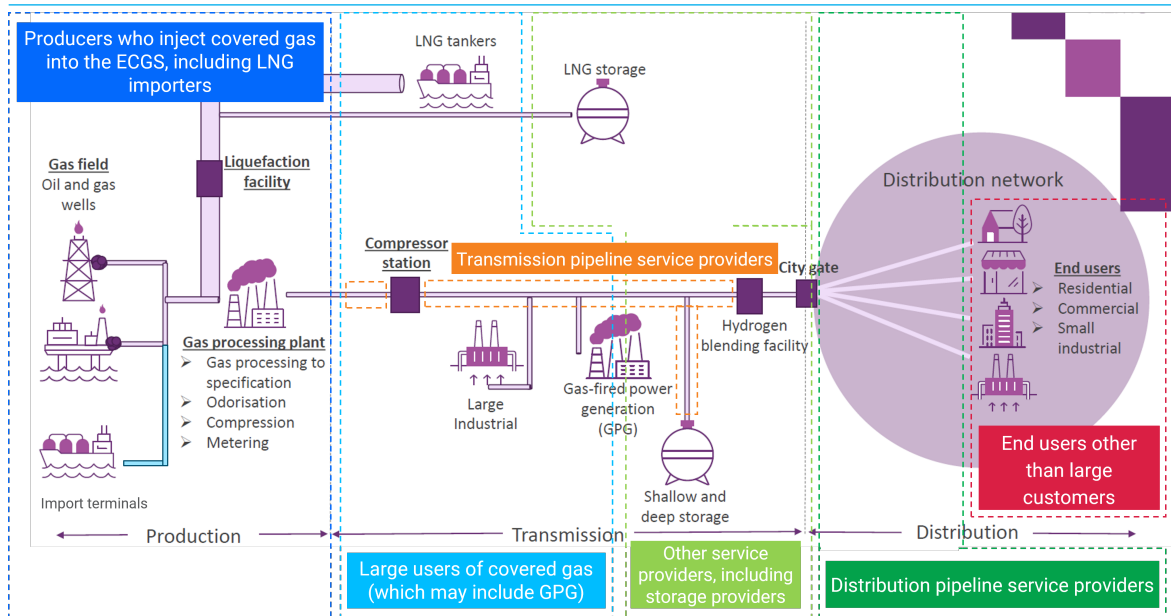 Producers who inject covered gas
into the ECGS, including LNG
importers
LNG tankers
LNG storage
Gas field
Oil and gas
wells
Liquefaction
facility
Distribution network
Compressor
station
Transmission pipeline service providers
City gate
End users
➢ Residential
➢ Commercial
➢ Small
industrial
Gas processing plant
➢ Gas processing to
specification
➢ Odorisation
➢ Compression
➢ Metering
Large
Industrial
Gas-fired power
generation
(GPG)
Hydrogen
blending facility
Shallow and
deep storage
Import terminals
End users other
than large
customers
Production
Transmission
Distribution
Large users of covered gas
(which may include GPG)
Other service
providers, including
storage providers
Distribution pipeline service providers